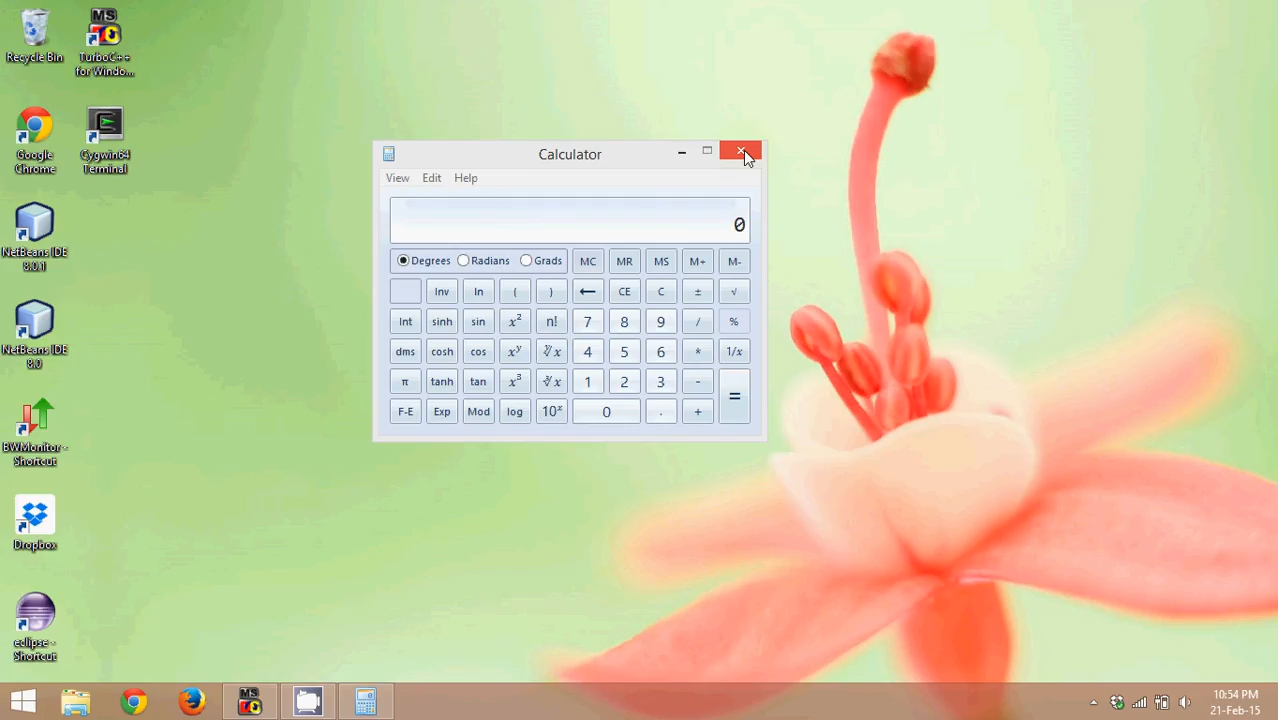 Recycle Bin
MS
TurboC++
for Windo...
Google
Chrome
Cygwin64
Terminal
NetBeans IDE
8.0.1
NetBeans IDE
8.0
BWMonitor -
Shortcut
Dropbox
eclipse -
Shortcut
Calculator
View Edit Help
0
Degrees Radians Grads MC MR MS M+ M-
Inv ln ( ) ← CE C ± √
Int sinh sin x² n! 7 8 9 / %
dms cosh cos xʸ ʸ√x 4 5 6 * 1/x
π tanh tan x³ ³√x 1 2 3 - =
F-E Exp Mod log 10ˣ 0 . +
MS
10:54 PM
21-Feb-15